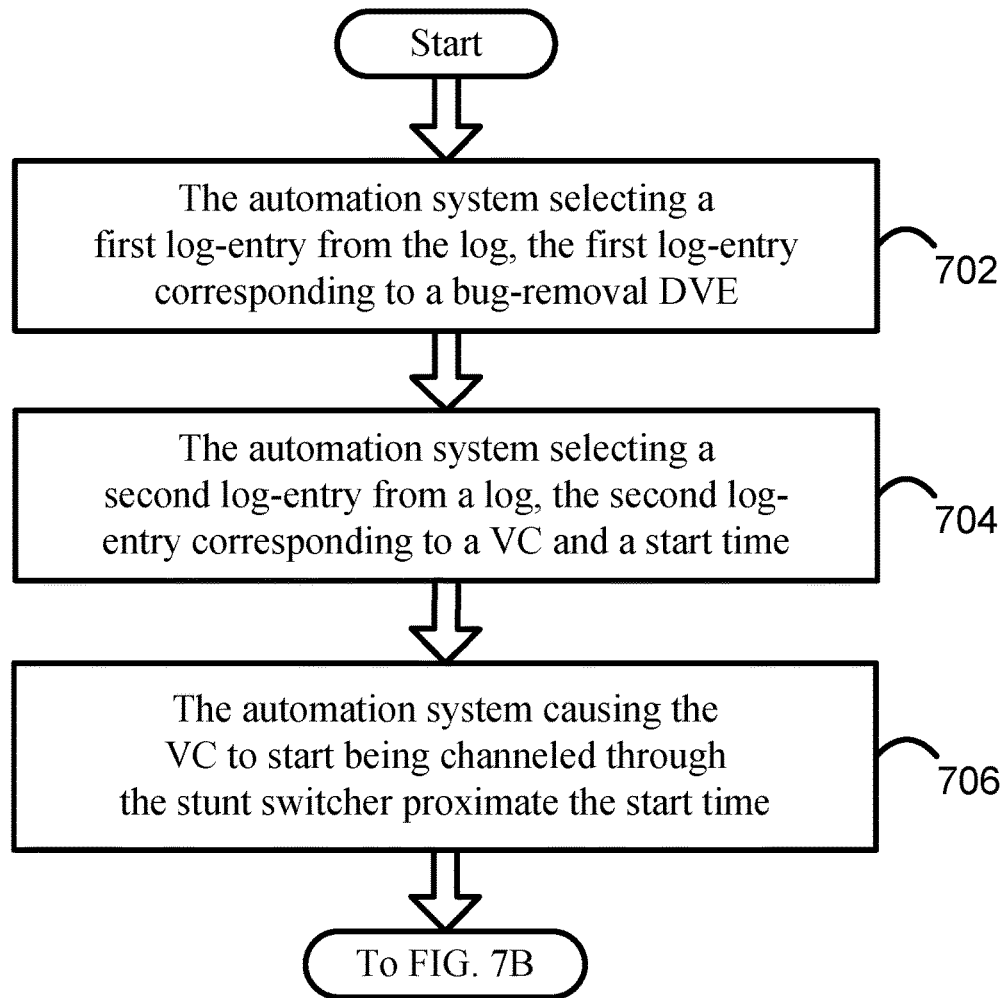 Start
The automation system selecting a
first log-entry from the log, the first log-entry
corresponding to a bug-removal DVE
702
The automation system selecting a
second log-entry from a log, the second log-
entry corresponding to a VC and a start time
704
The automation system causing the
VC to start being channeled through
the stunt switcher proximate the start time
706
To FIG. 7B